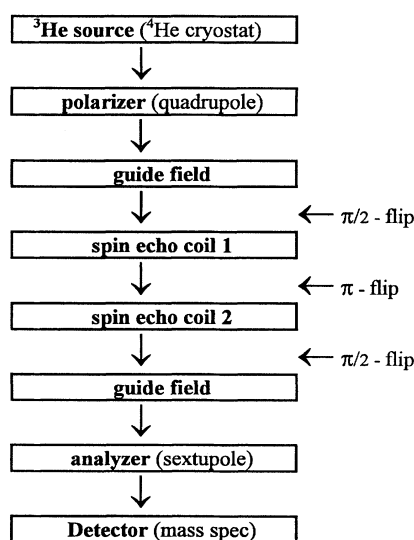 ³He source (⁴He cryostat)
polarizer (quadrupole)
guide field
π/2 - flip
spin echo coil 1
π - flip
spin echo coil 2
π/2 - flip
guide field
analyzer (sextupole)
Detector (mass spec)